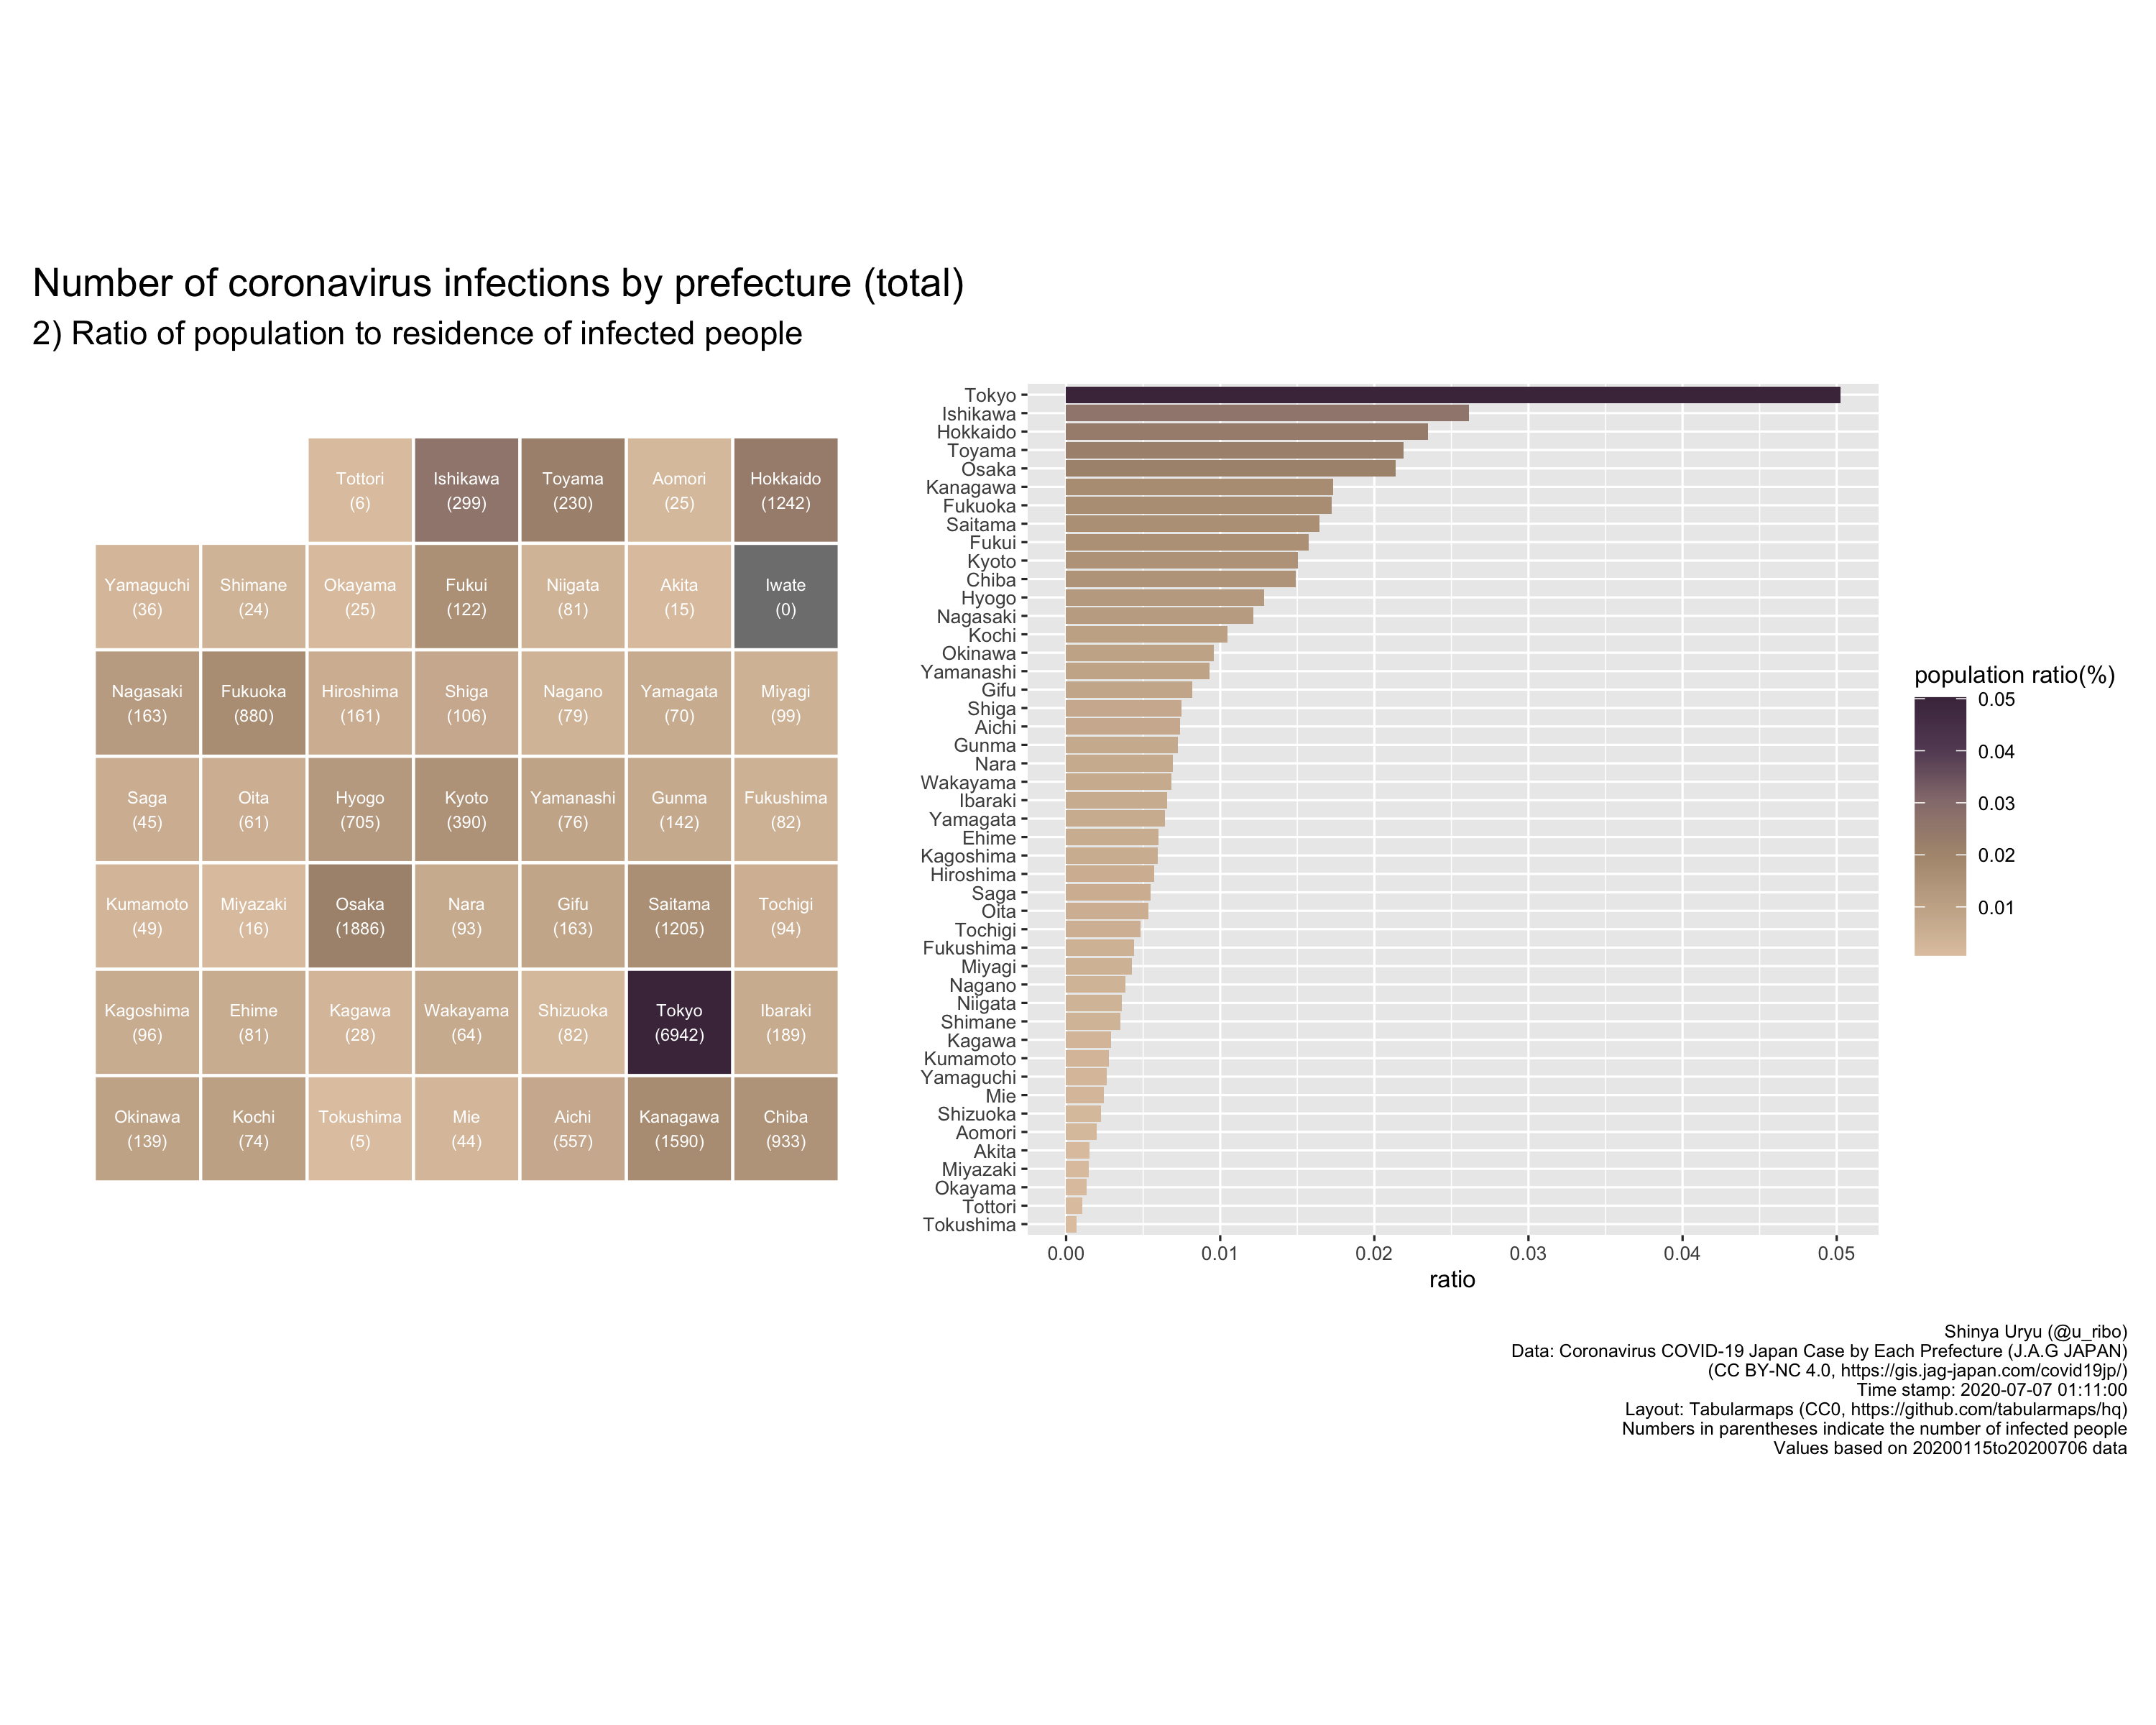 Number of coronavirus infections by prefecture (total)
2) Ratio of population to residence of infected people
Tottori
(6)
Ishikawa
(299)
Toyama
(230)
Aomori
(25)
Hokkaido
(1242)
Yamaguchi
(36)
Shimane
(24)
Okayama
(25)
Fukui
(122)
Niigata
(81)
Akita
(15)
Iwate
(0)
Nagasaki
(163)
Fukuoka
(880)
Hiroshima
(161)
Shiga
(106)
Nagano
(79)
Yamagata
(70)
Miyagi
(99)
Saga
(45)
Oita
(61)
Hyogo
(705)
Kyoto
(390)
Yamanashi
(76)
Gunma
(142)
Fukushima
(82)
Kumamoto
(49)
Miyazaki
(16)
Osaka
(1886)
Nara
(93)
Gifu
(163)
Saitama
(1205)
Tochigi
(94)
Kagoshima
(96)
Ehime
(81)
Kagawa
(28)
Wakayama
(64)
Shizuoka
(82)
Tokyo
(6942)
Ibaraki
(189)
Okinawa
(139)
Kochi
(74)
Tokushima
(5)
Mie
(44)
Aichi
(557)
Kanagawa
(1590)
Chiba
(933)
Tokyo
Ishikawa
Hokkaido
Toyama
Osaka
Kanagawa
Fukuoka
Saitama
Fukui
Kyoto
Chiba
Hyogo
Nagasaki
Kochi
Okinawa
Yamanashi
Gifu
Shiga
Aichi
Gunma
Nara
Wakayama
Ibaraki
Yamagata
Ehime
Kagoshima
Hiroshima
Saga
Oita
Tochigi
Fukushima
Miyagi
Nagano
Niigata
Shimane
Kagawa
Kumamoto
Yamaguchi
Mie
Shizuoka
Aomori
Akita
Miyazaki
Okayama
Tottori
Tokushima
0.00 0.01 0.02 0.03 0.04 0.05
ratio
population ratio(%)
0.05
0.04
0.03
0.02
0.01
Shinya Uryu (@u_ribo)
Data: Coronavirus COVID-19 Japan Case by Each Prefecture (J.A.G JAPAN)
(CC BY-NC 4.0, https://gis.jag-japan.com/covid19jp/)
Time stamp: 2020-07-07 01:11:00
Layout: Tabularmaps (CC0, https://github.com/tabularmaps/hq)
Numbers in parentheses indicate the number of infected people
Values based on 20200115to20200706 data